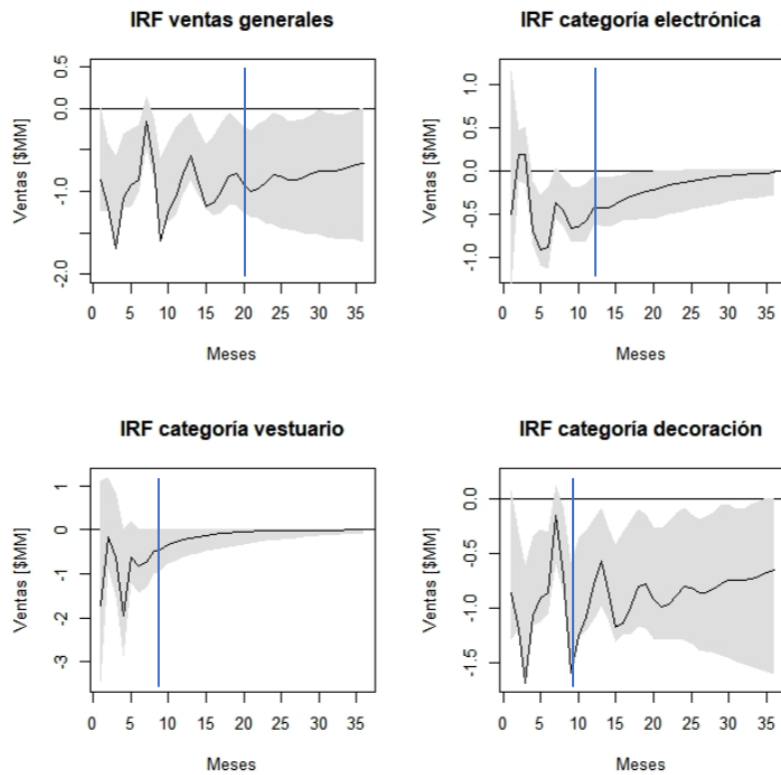 IRF ventas generales
Ventas [$MM]
0.5
0.0
-1.0
-2.0
0 5 10 15 20 25 30 35
Meses
IRF categoría electrónica
Ventas [$MM]
1.0
0.5
0.0
-0.5
-1.0
0 5 10 15 20 25 30 35
Meses
IRF categoría vestuario
Ventas [$MM]
1
0
-1
-2
-3
0 5 10 15 20 25 30 35
Meses
IRF categoría decoración
Ventas [$MM]
0.0
-0.5
-1.0
-1.5
0 5 10 15 20 25 30 35
Meses